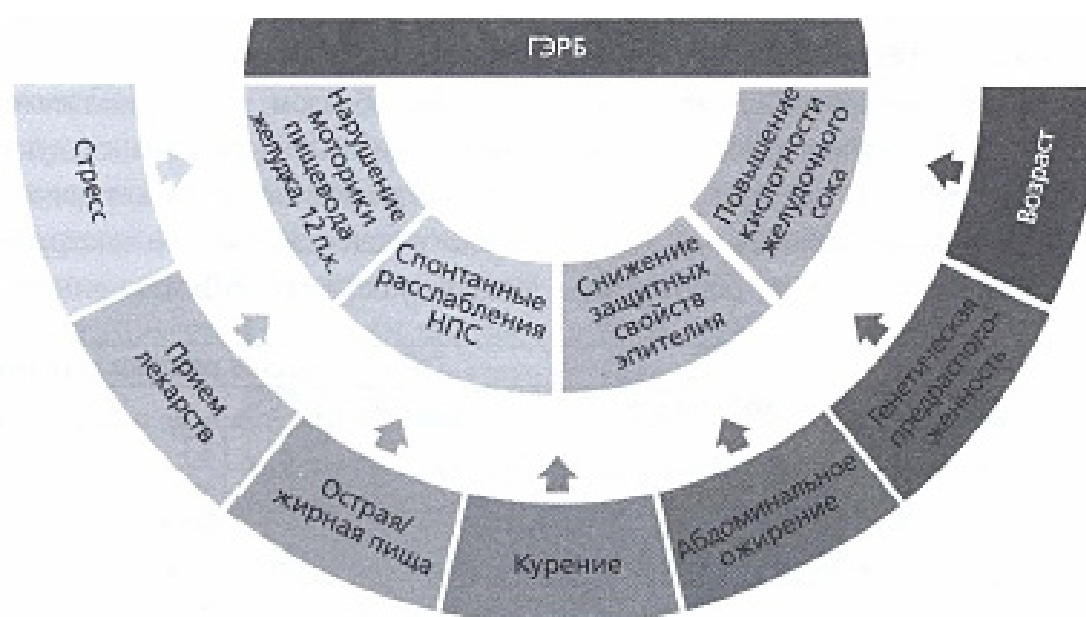 ГЭРБ
Нарушение
моторики
пищевода
желудка, 12 п.к.
Спонтанные
расслабления
НПС
Снижение
защитных
свойств
эпителия
Повышение
кислотности
желудочного
сока
Стресс
Прием
лекарств
Острая/
жирная пища
Курение
Абдоминальное
ожирение
Генетическая
предрасполо-
женность
Возраст